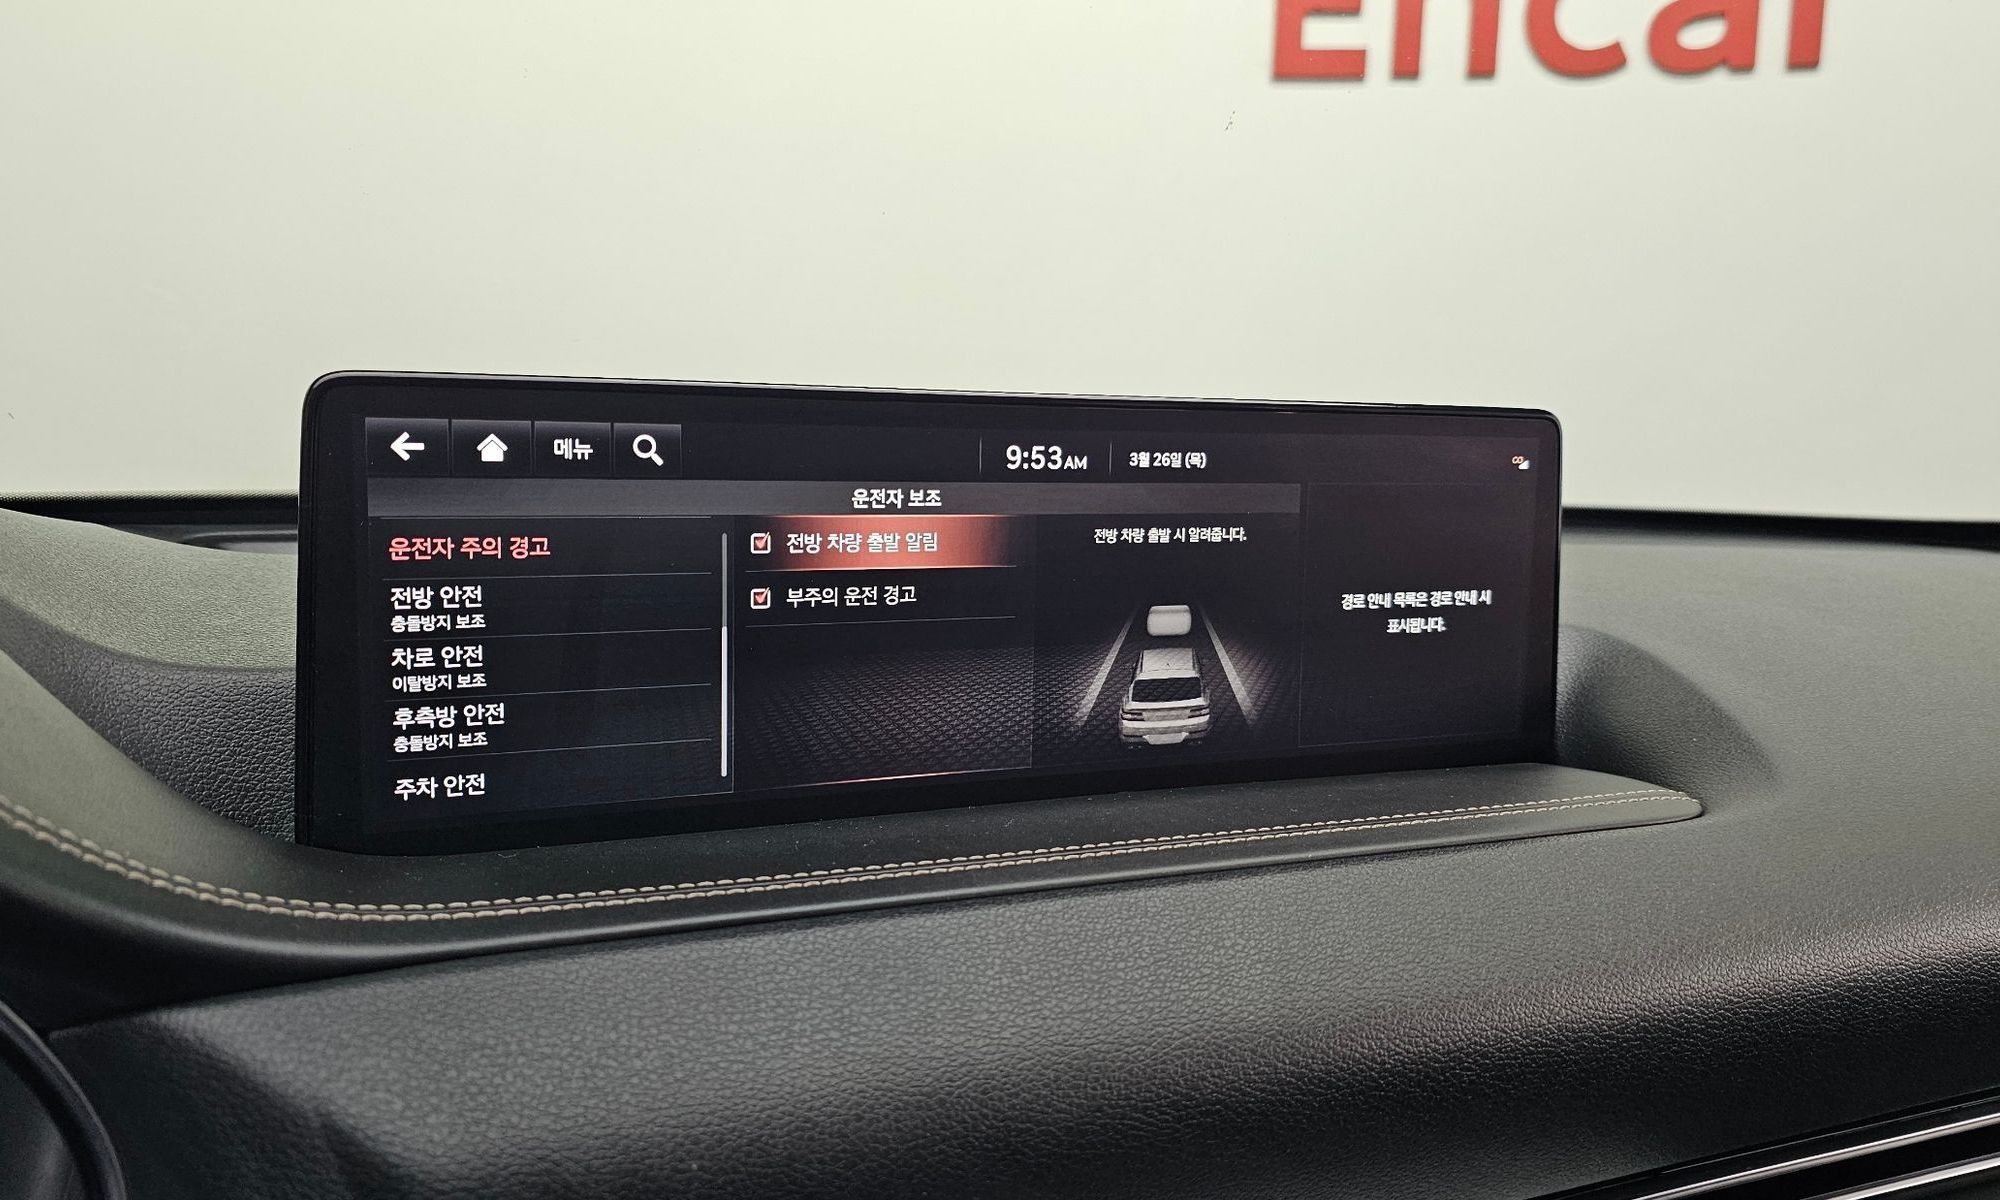 Encar
메뉴
9:53 AM
3월 26일 (목)
운전자 보조
운전자 주의 경고
전방 안전
충돌방지 보조
차로 안전
이탈방지 보조
후측방 안전
충돌방지 보조
주차 안전
전방 차량 출발 알림
부주의 운전 경고
전방 차량 출발 시 알려줍니다.
경로 안내 목록은 경로 안내 시
표시됩니다.